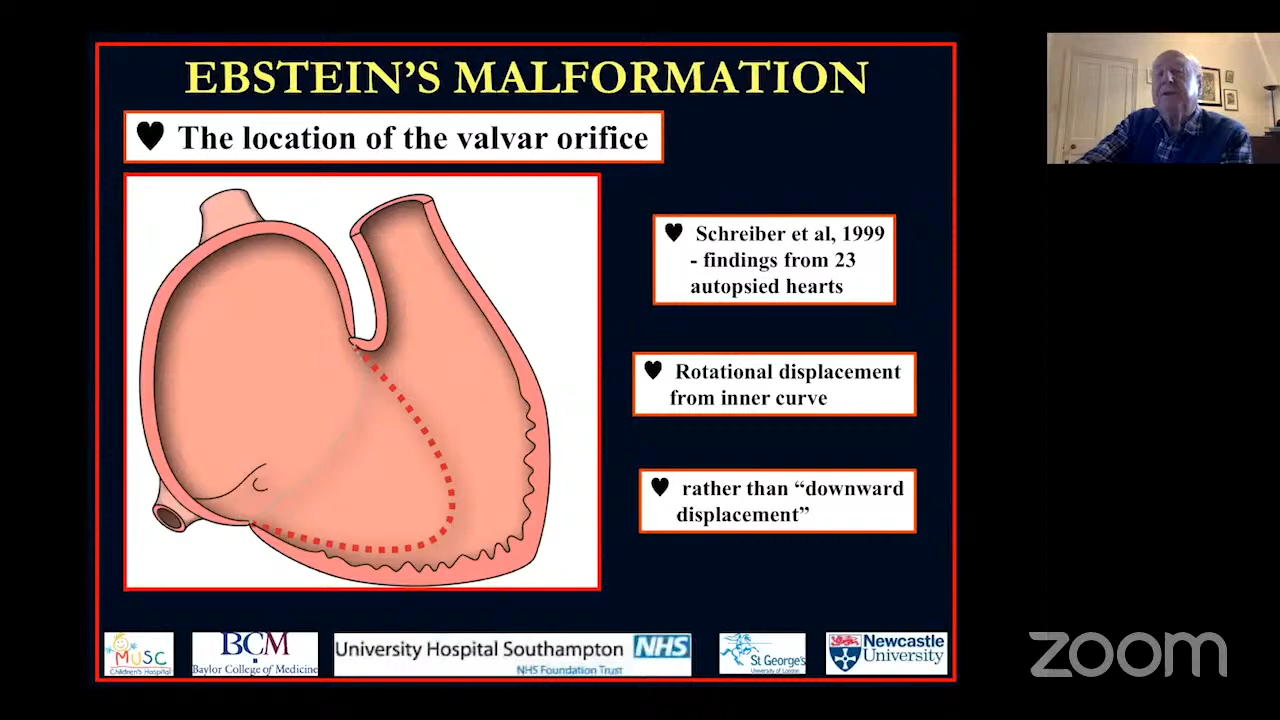 EBSTEIN'S MALFORMATION
The location of the valvar orifice
Schreiber et al, 1999
- findings from 23
autopsied hearts
Rotational displacement
from inner curve
rather than “downward
displacement”
MUSC
Children's Hospital
BCM
Baylor College of Medicine
University Hospital Southampton NHS
NHS Foundation Trust
St George's
University of London
Newcastle
University
zoom